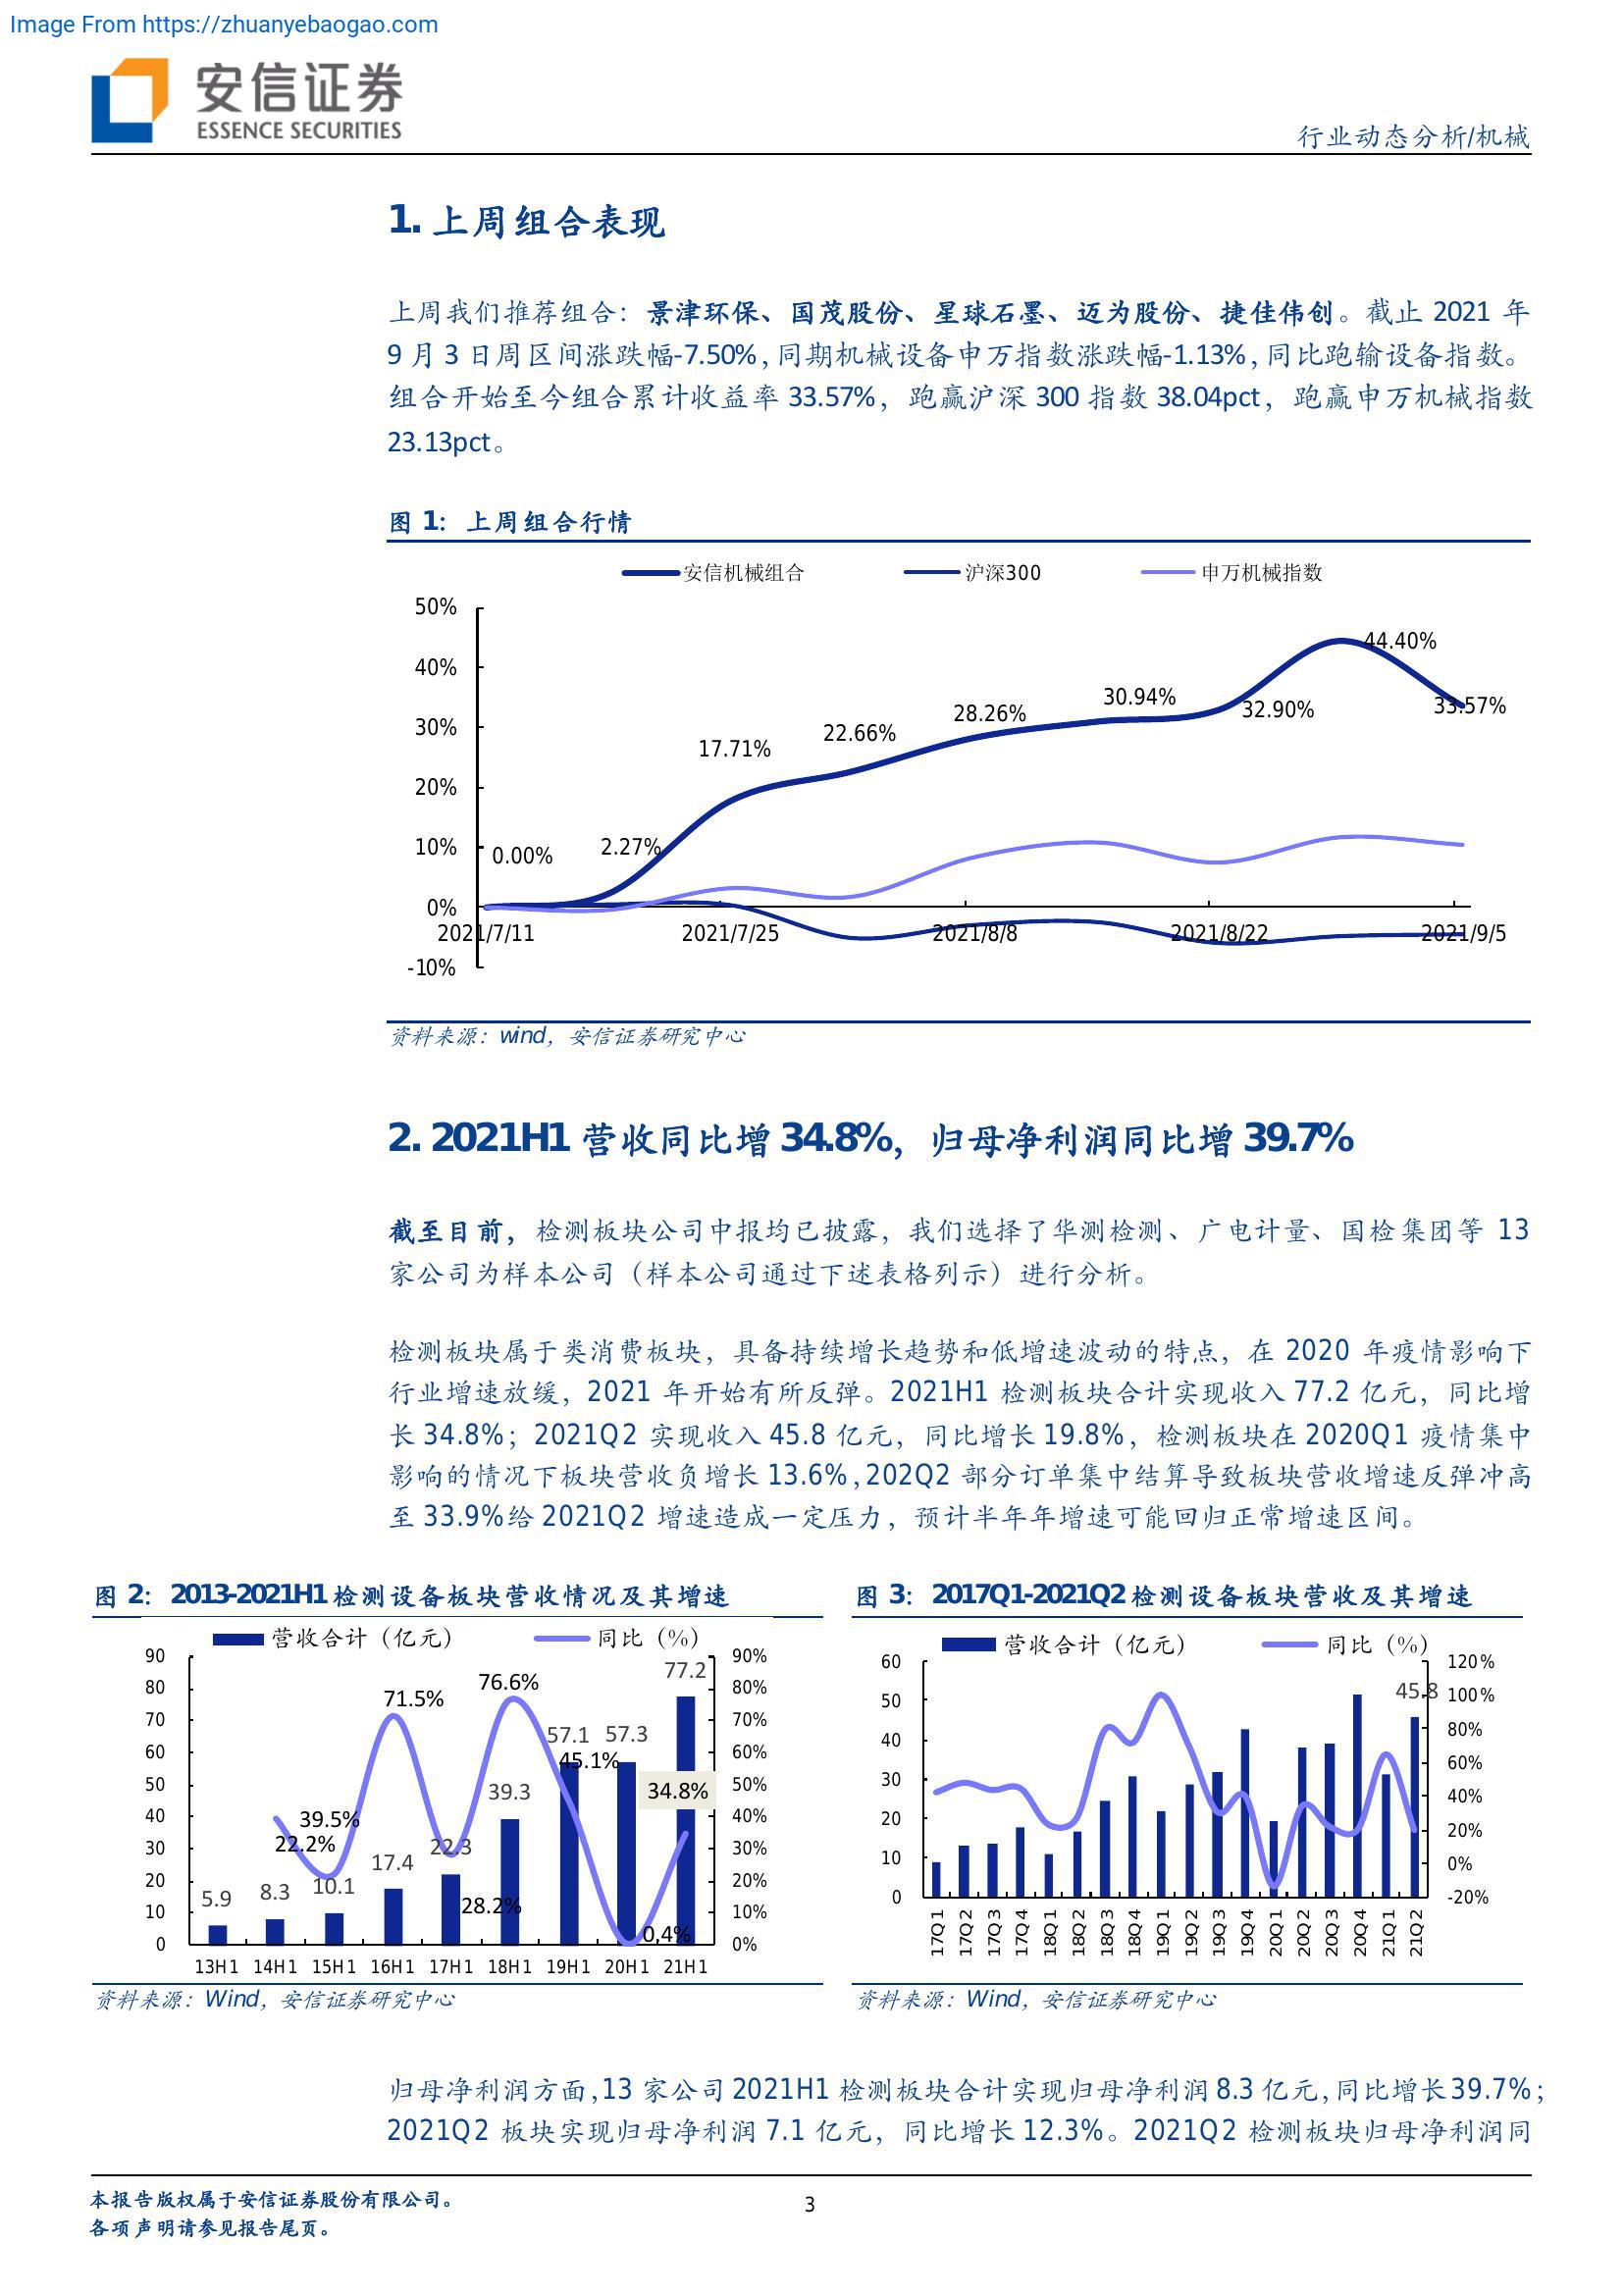 Image From https://zhuanyebaogao.com
安信证券
ESSENCE SECURITIES
行业动态分析/机械
1. 上周组合表现
上周我们推荐组合：景津环保、国茂股份、星球石墨、迈为股份、捷佳伟创。截止 2021 年
9 月 3 日周区间涨跌幅-7.50%，同期机械设备申万指数涨跌幅-1.13%，同比跑输设备指数。
组合开始至今组合累计收益率 33.57%，跑赢沪深 300 指数 38.04pct，跑赢申万机械指数
23.13pct。
图 1：上周组合行情
安信机械组合 沪深300 申万机械指数
50%
40%
30%
20%
10%
0%
-10%
0.00% 2.27% 17.71% 22.66% 28.26% 30.94% 32.90% 44.40% 33.57%
2021/7/11 2021/7/25 2021/8/8 2021/8/22 2021/9/5
资料来源：wind，安信证券研究中心
2. 2021H1 营收同比增 34.8%，归母净利润同比增 39.7%
截至目前，检测板块公司中报均已披露，我们选择了华测检测、广电计量、国检集团等 13
家公司为样本公司（样本公司通过下述表格列示）进行分析。
检测板块属于类消费板块，具备持续增长趋势和低增速波动的特点，在 2020 年疫情影响下
行业增速放缓，2021 年开始有所反弹。2021H1 检测板块合计实现收入 77.2 亿元，同比增
长 34.8%；2021Q2 实现收入 45.8 亿元，同比增长 19.8%，检测板块在 2020Q1 疫情集中
影响的情况下板块营收负增长 13.6%，202Q2 部分订单集中结算导致板块营收增速反弹冲高
至 33.9%给 2021Q2 增速造成一定压力，预计半年年增速可能回归正常增速区间。
图 2：2013-2021H1 检测设备板块营收情况及其增速
营收合计（亿元） 同比（%）
90
80
70
60
50
40
30
20
10
0
90%
80%
70%
60%
50%
40%
30%
20%
10%
0%
5.9 8.3 10.1 17.4 22.3 39.3 57.1 57.3 77.2
39.5% 22.2% 71.5% 28.2% 76.6% 45.1% 0.4% 34.8%
13H1 14H1 15H1 16H1 17H1 18H1 19H1 20H1 21H1
资料来源：Wind，安信证券研究中心
图 3：2017Q1-2021Q2 检测设备板块营收及其增速
营收合计（亿元） 同比（%）
60
50
40
30
20
10
0
120%
100%
80%
60%
40%
20%
0%
-20%
45.8
17Q1 17Q2 17Q3 17Q4 18Q1 18Q2 18Q3 18Q4 19Q1 19Q2 19Q3 19Q4 20Q1 20Q2 20Q3 20Q4 21Q1 21Q2
资料来源：Wind，安信证券研究中心
归母净利润方面，13 家公司 2021H1 检测板块合计实现归母净利润 8.3 亿元，同比增长 39.7%；
2021Q2 板块实现归母净利润 7.1 亿元，同比增长 12.3%。2021Q2 检测板块归母净利润同
本报告版权属于安信证券股份有限公司。
各项声明请参见报告尾页。
3